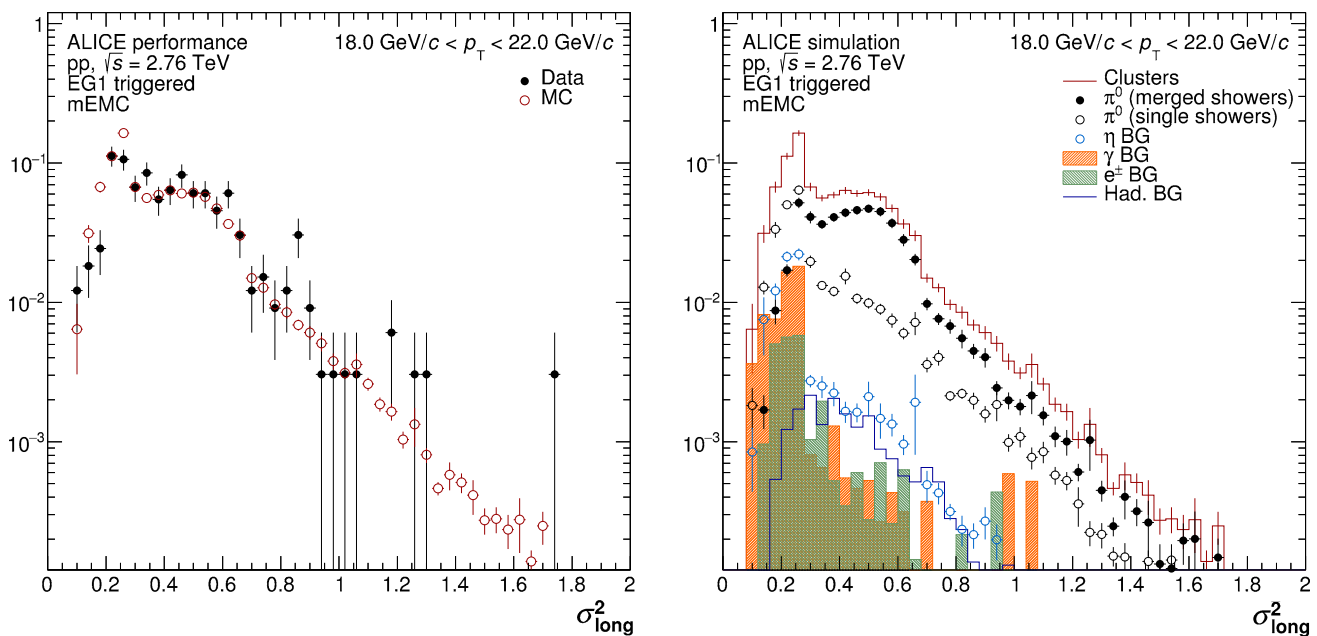 1
10⁻¹
10⁻²
10⁻³
ALICE performance
pp, √s = 2.76 TeV
EG1 triggered
mEMC
18.0 GeV/c < p_T < 22.0 GeV/c
Data
MC
0 0.2 0.4 0.6 0.8 1 1.2 1.4 1.6 1.8 2
σ²_long
1
10⁻¹
10⁻²
10⁻³
ALICE simulation
pp, √s = 2.76 TeV
EG1 triggered
mEMC
18.0 GeV/c < p_T < 22.0 GeV/c
Clusters
π⁰ (merged showers)
π⁰ (single showers)
η BG
γ BG
e± BG
Had. BG
0 0.2 0.4 0.6 0.8 1 1.2 1.4 1.6 1.8 2
σ²_long